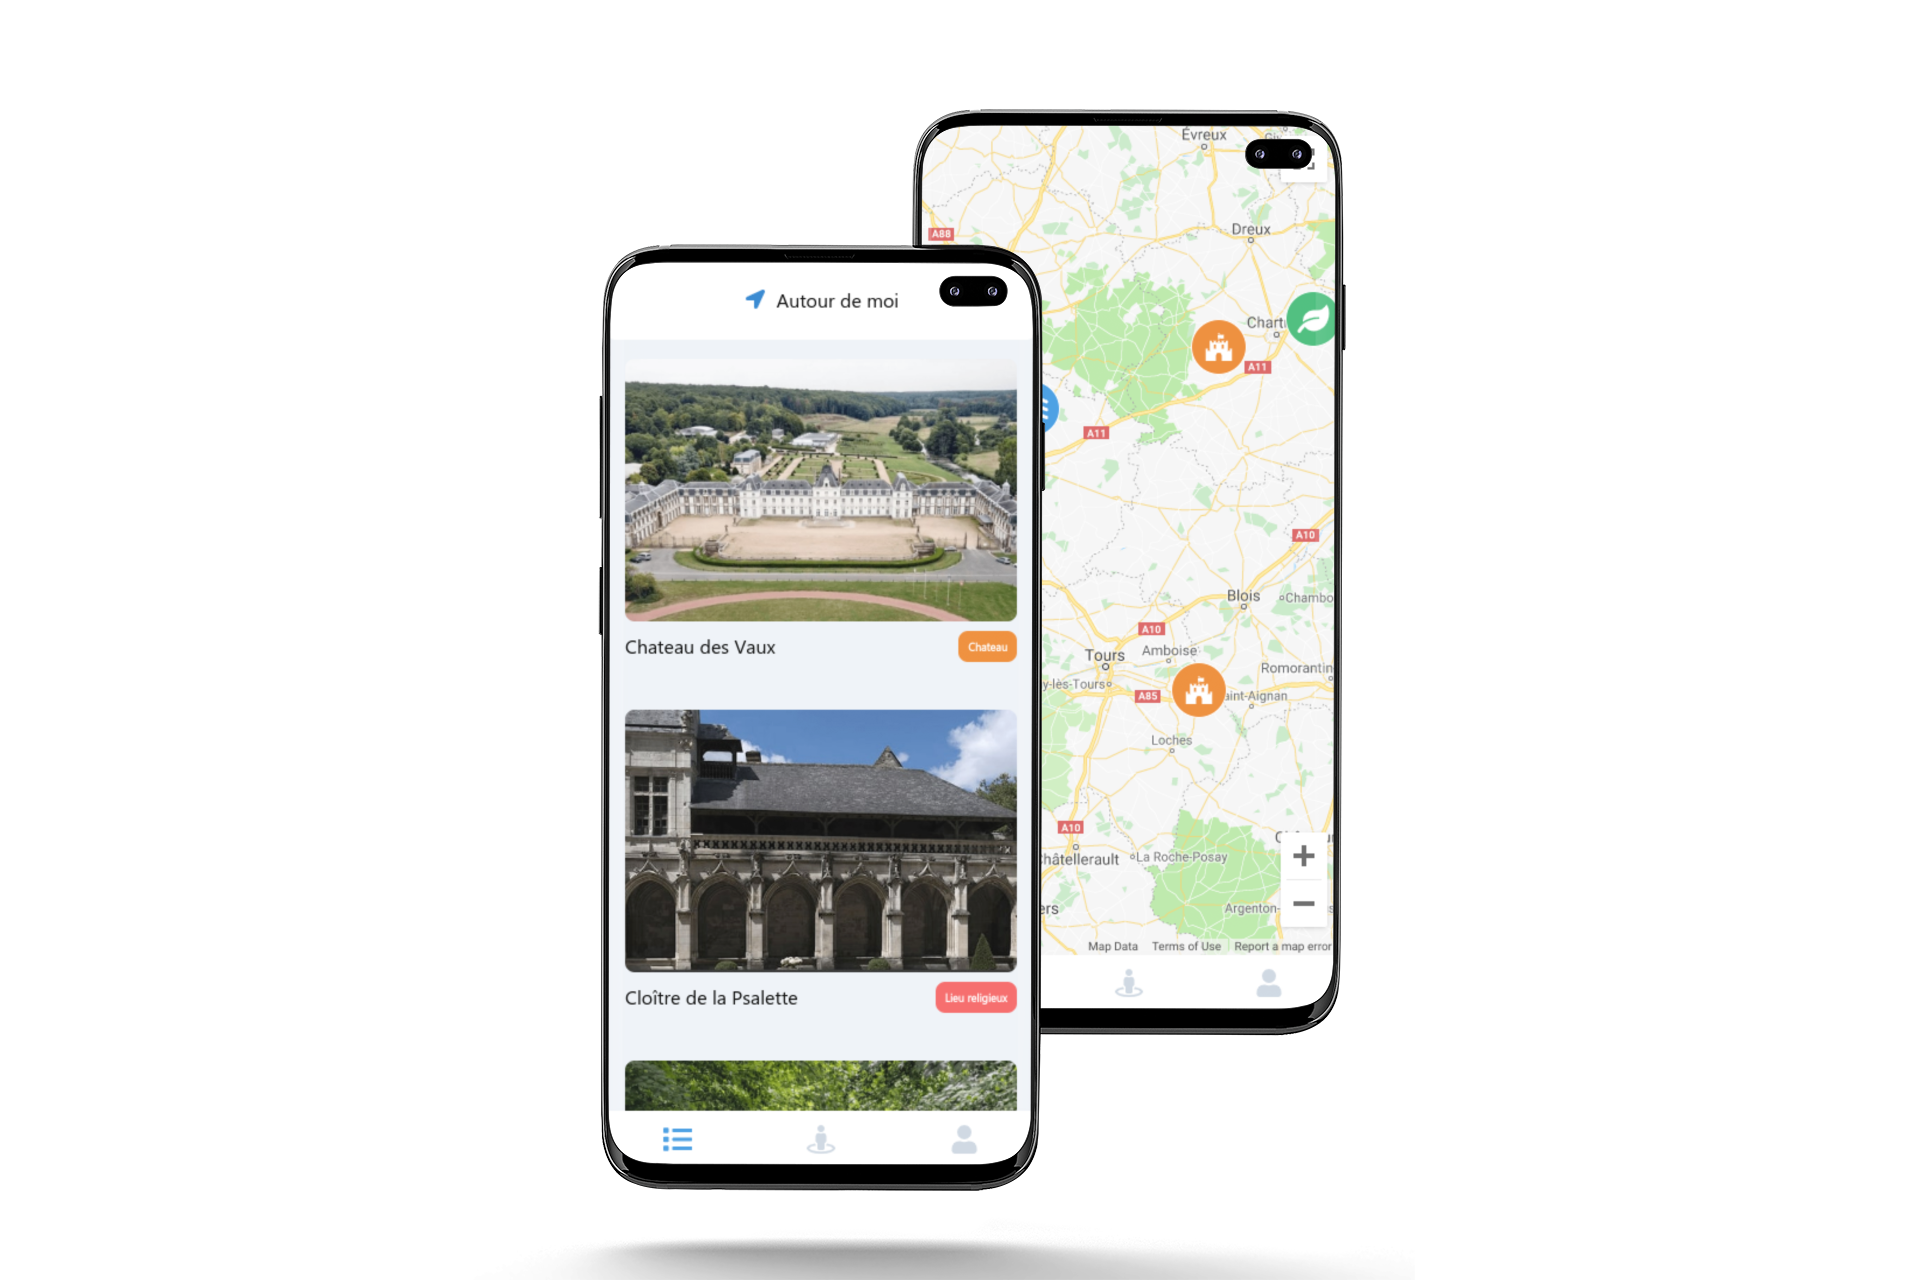 Autour de moi
Chateau des Vaux
Chateau
Cloître de la Psalette
Lieu religieux
Évreux
A88
Dreux
Chart
A11
A11
A10
Blois
Chambo
A10
Tours
Amboise
Romorantin
y-lès-Tours
A85
aint-Aignan
Loches
A10
hâtellerault
La Roche-Posay
ers
Argenton-
Map Data
Terms of Use
Report a map error